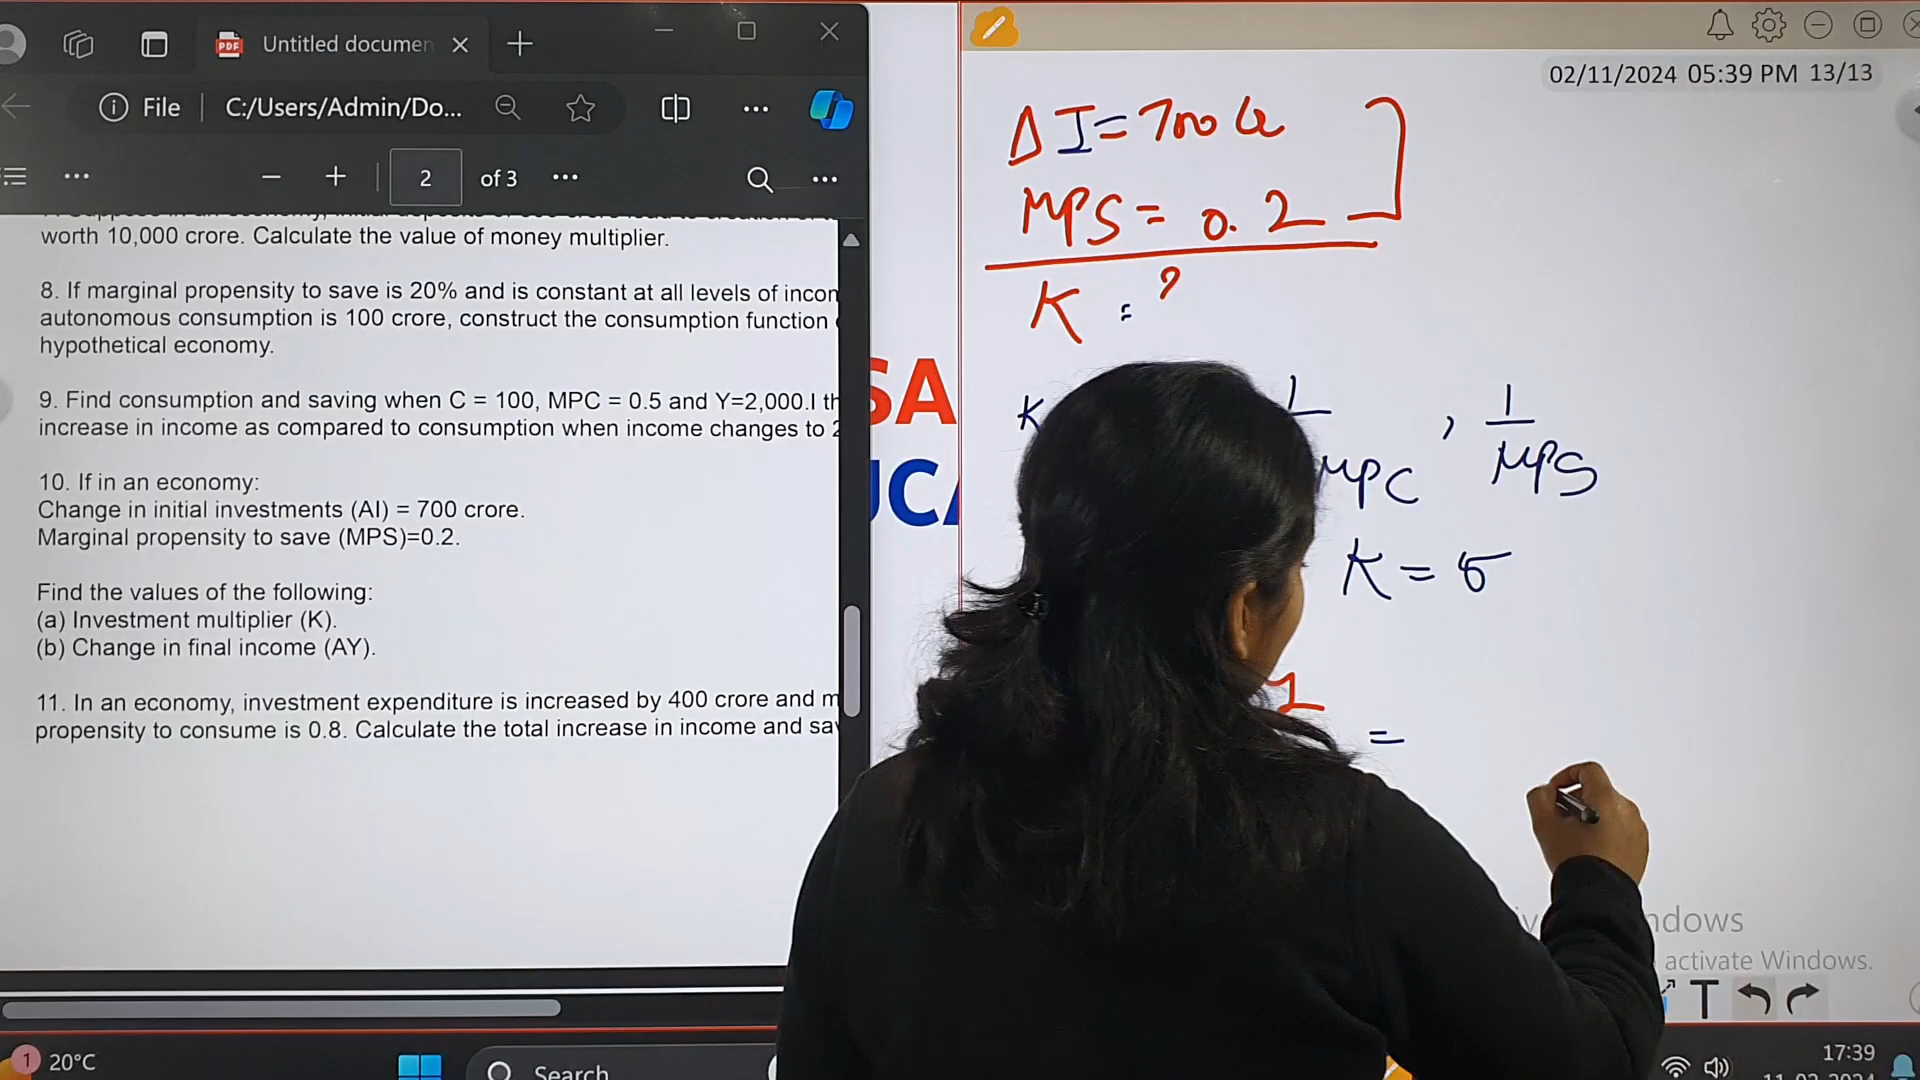 Untitled documen
File
C:/Users/Admin/Do...
2 of 3
worth 10,000 crore. Calculate the value of money multiplier.
8. If marginal propensity to save is 20% and is constant at all levels of incom
autonomous consumption is 100 crore, construct the consumption function
hypothetical economy.
9. Find consumption and saving when C = 100, MPC = 0.5 and Y=2,000.I th
increase in income as compared to consumption when income changes to 2
10. If in an economy:
Change in initial investments (AI) = 700 crore.
Marginal propensity to save (MPS)=0.2.
Find the values of the following:
(a) Investment multiplier (K).
(b) Change in final income (AY).
11. In an economy, investment expenditure is increased by 400 crore and m
propensity to consume is 0.8. Calculate the total increase in income and sav
1
20°C
Search
SA
UCA
02/11/2024 05:39 PM 13/13
ΔI = 700 Cr
MPS = 0.2
K = ?
K 1 , 1
MPC MPS
K = 5
=
ndows
activate Windows.
T
17:39